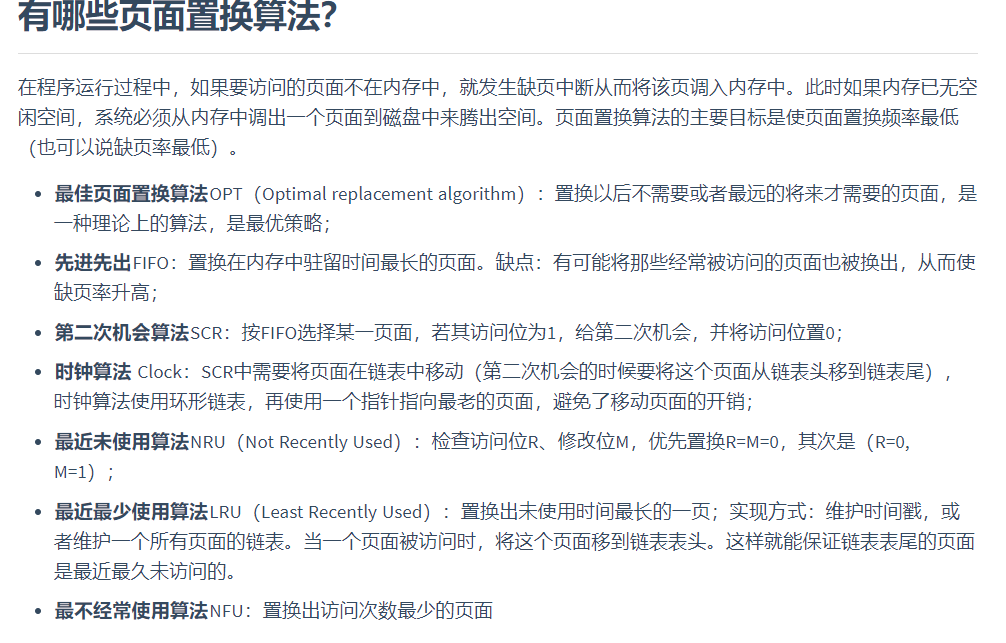 有哪些页面置换算法？
在程序运行过程中，如果要访问的页面不在内存中，就发生缺页中断从而将该页调入内存中。此时如果内存已无空
闲空间，系统必须从内存中调出一个页面到磁盘中来腾出空间。页面置换算法的主要目标是使页面置换频率最低
（也可以说缺页率最低）。
• 最佳页面置换算法OPT（Optimal replacement algorithm）：置换以后不需要或者最远的将来才需要的页面，是
一种理论上的算法，是最优策略；
• 先进先出FIFO：置换在内存中驻留时间最长的页面。缺点：有可能将那些经常被访问的页面也被换出，从而使
缺页率升高；
• 第二次机会算法SCR：按FIFO选择某一页面，若其访问位为1，给第二次机会，并将访问位置0；
• 时钟算法 Clock：SCR中需要将页面在链表中移动（第二次机会的时候要将这个页面从链表头移到链表尾），
时钟算法使用环形链表，再使用一个指针指向最老的页面，避免了移动页面的开销；
• 最近未使用算法NRU（Not Recently Used）：检查访问位R、修改位M，优先置换R=M=0，其次是（R=0,
M=1）；
• 最近最少使用算法LRU（Least Recently Used）：置换出未使用时间最长的一页；实现方式：维护时间戳，或
者维护一个所有页面的链表。当一个页面被访问时，将这个页面移到链表表头。这样就能保证链表表尾的页面
是最近最久未访问的。
• 最不经常使用算法NFU：置换出访问次数最少的页面